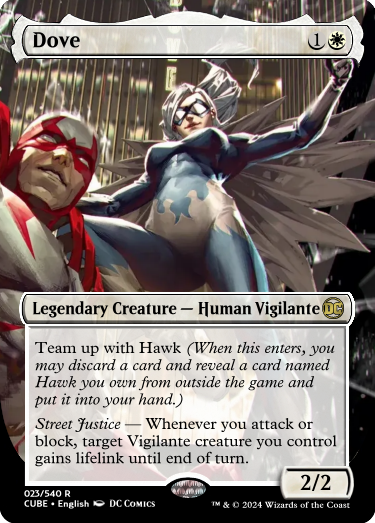 Dove 1
Legendary Creature — Human Vigilante DC
Team up with Hawk (When this enters, you
may discard a card and reveal a card named
Hawk you own from outside the game and
put it into your hand.)
Street Justice — Whenever you attack or
block, target Vigilante creature you control
gains lifelink until end of turn.
2/2
023/540 R
CUBE • English DC COMICS
™ & © 2024 Wizards of the Coast